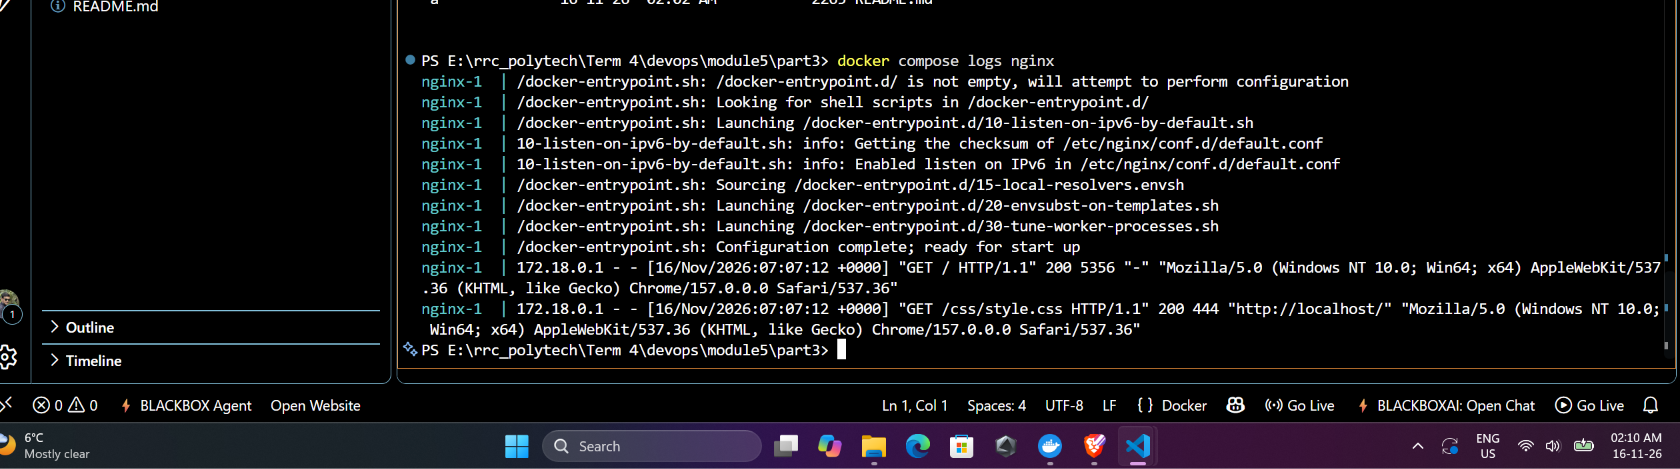 README.md
PS E:\rrc_polytech\Term 4\devops\module5\part3> docker compose logs nginx
nginx-1  | /docker-entrypoint.sh: /docker-entrypoint.d/ is not empty, will attempt to perform configuration
nginx-1  | /docker-entrypoint.sh: Looking for shell scripts in /docker-entrypoint.d/
nginx-1  | /docker-entrypoint.sh: Launching /docker-entrypoint.d/10-listen-on-ipv6-by-default.sh
nginx-1  | 10-listen-on-ipv6-by-default.sh: info: Getting the checksum of /etc/nginx/conf.d/default.conf
nginx-1  | 10-listen-on-ipv6-by-default.sh: info: Enabled listen on IPv6 in /etc/nginx/conf.d/default.conf
nginx-1  | /docker-entrypoint.sh: Sourcing /docker-entrypoint.d/15-local-resolvers.envsh
nginx-1  | /docker-entrypoint.sh: Launching /docker-entrypoint.d/20-envsubst-on-templates.sh
nginx-1  | /docker-entrypoint.sh: Launching /docker-entrypoint.d/30-tune-worker-processes.sh
nginx-1  | /docker-entrypoint.sh: Configuration complete; ready for start up
nginx-1  | 172.18.0.1 - - [16/Nov/2026:07:07:12 +0000] "GET / HTTP/1.1" 200 5356 "-" "Mozilla/5.0 (Windows NT 10.0; Win64; x64) AppleWebKit/537
.36 (KHTML, like Gecko) Chrome/157.0.0.0 Safari/537.36"
nginx-1  | 172.18.0.1 - - [16/Nov/2026:07:07:12 +0000] "GET /css/style.css HTTP/1.1" 200 444 "http://localhost/" "Mozilla/5.0 (Windows NT 10.0;
Win64; x64) AppleWebKit/537.36 (KHTML, like Gecko) Chrome/157.0.0.0 Safari/537.36"
PS E:\rrc_polytech\Term 4\devops\module5\part3>
1
Outline
Timeline
0 0 BLACKBOX Agent Open Website Ln 1, Col 1 Spaces: 4 UTF-8 LF { } Docker Go Live BLACKBOXAI: Open Chat Go Live
6°C
Mostly clear
Search
ENG
US
02:10 AM
16-11-26